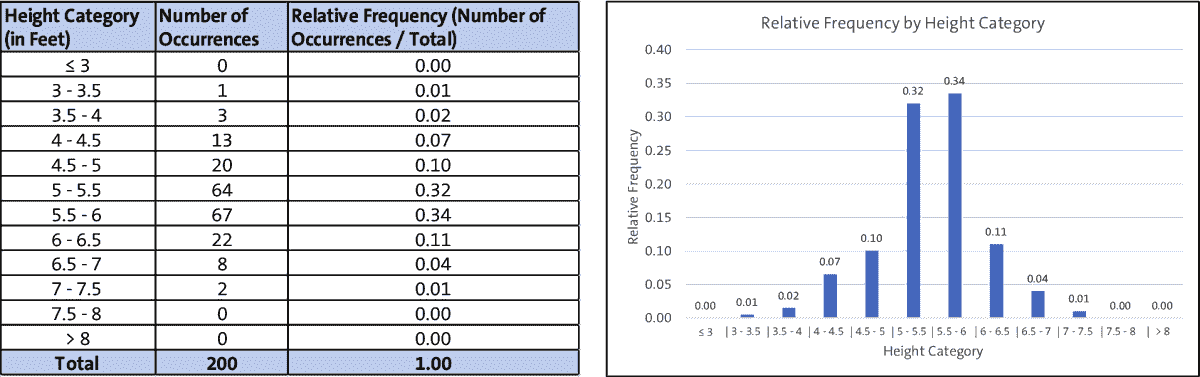 Height Category (in Feet) Number of Occurrences Relative Frequency (Number of Occurrences / Total)
≤ 3 0 0.00
3 - 3.5 1 0.01
3.5 - 4 3 0.02
4 - 4.5 13 0.07
4.5 - 5 20 0.10
5 - 5.5 64 0.32
5.5 - 6 67 0.34
6 - 6.5 22 0.11
6.5 - 7 8 0.04
7 - 7.5 2 0.01
7.5 - 8 0 0.00
> 8 0 0.00
Total 200 1.00
Relative Frequency by Height Category
Relative Frequency
0.40
0.35
0.30
0.25
0.20
0.15
0.10
0.05
0.00
0.00 0.01 0.02 0.07 0.10 0.32 0.34 0.11 0.04 0.01 0.00 0.00
≤ 3 | 3 - 3.5 | 3.5 - 4 | 4 - 4.5 | 4.5 - 5 | 5 - 5.5 | 5.5 - 6 | 6 - 6.5 | 6.5 - 7 | 7 - 7.5 | 7.5 - 8 | > 8
Height Category